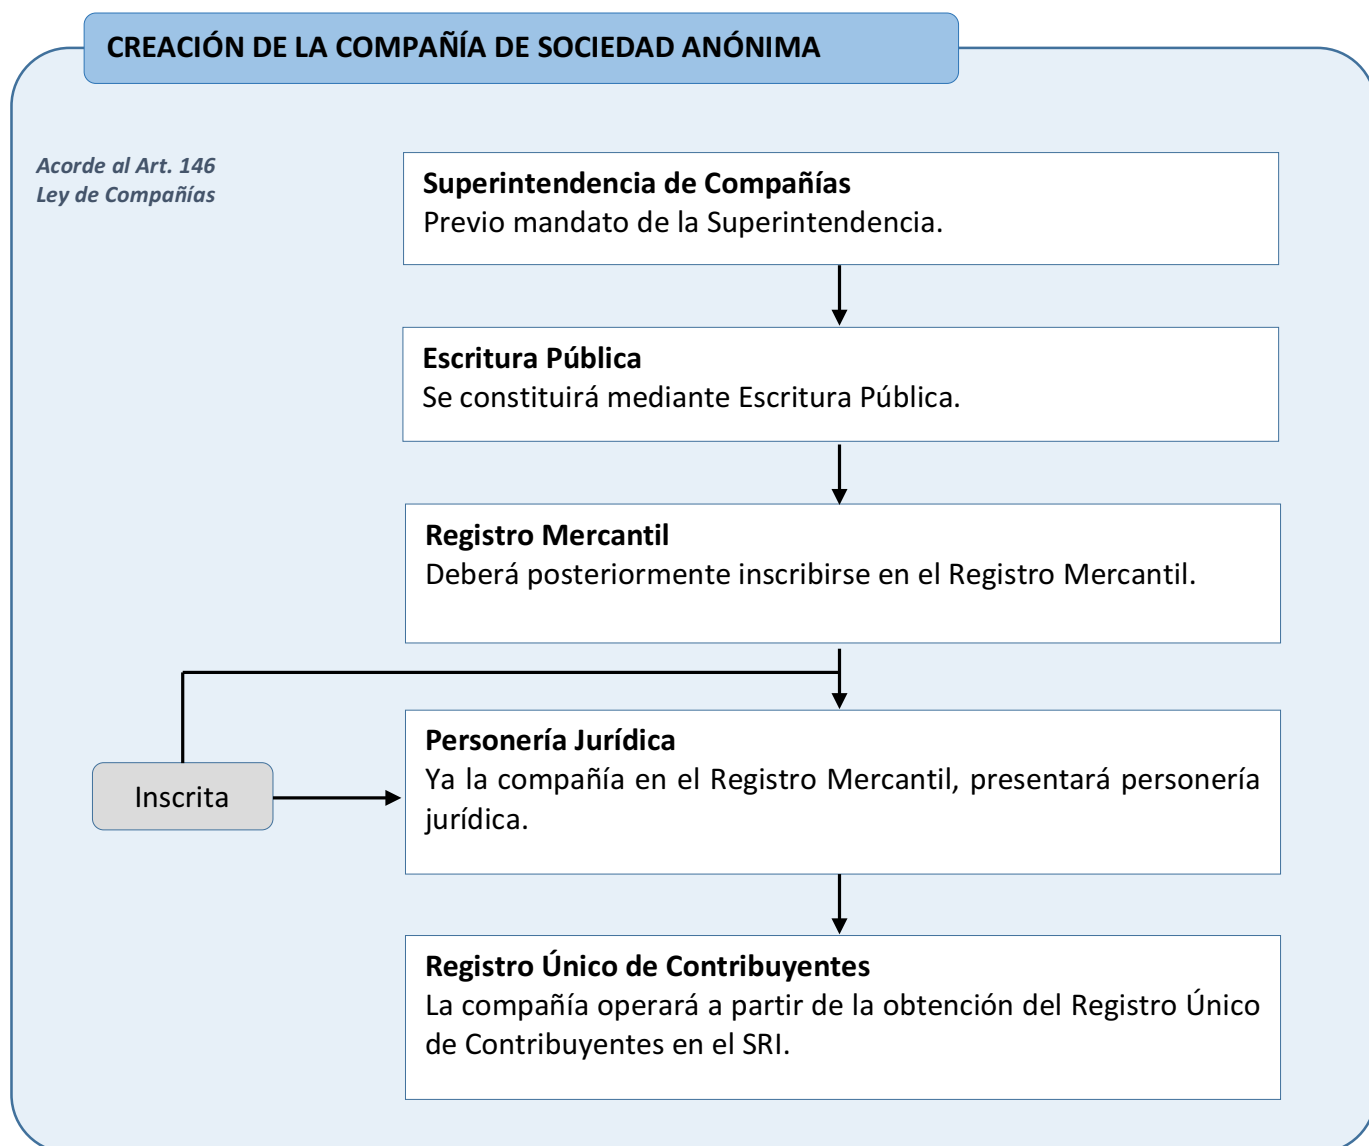 CREACIÓN DE LA COMPAÑÍA DE SOCIEDAD ANÓNIMA
Acorde al Art. 146
Ley de Compañías
Superintendencia de Compañías
Previo mandato de la Superintendencia.
Escritura Pública
Se constituirá mediante Escritura Pública.
Registro Mercantil
Deberá posteriormente inscribirse en el Registro Mercantil.
Personería Jurídica
Ya la compañía en el Registro Mercantil, presentará personería
jurídica.
Inscrita
Registro Único de Contribuyentes
La compañía operará a partir de la obtención del Registro Único
de Contribuyentes en el SRI.